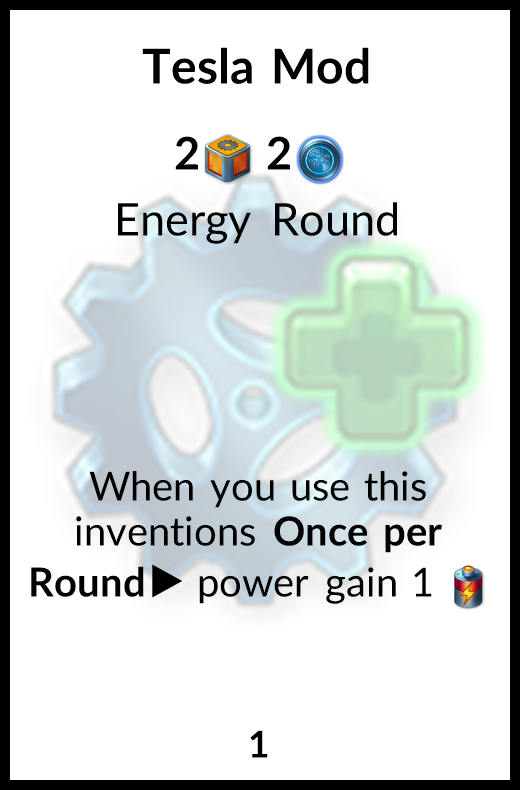 Tesla Mod
2 2
Energy Round
When you use this
inventions Once per
Round▶ power gain 1
1